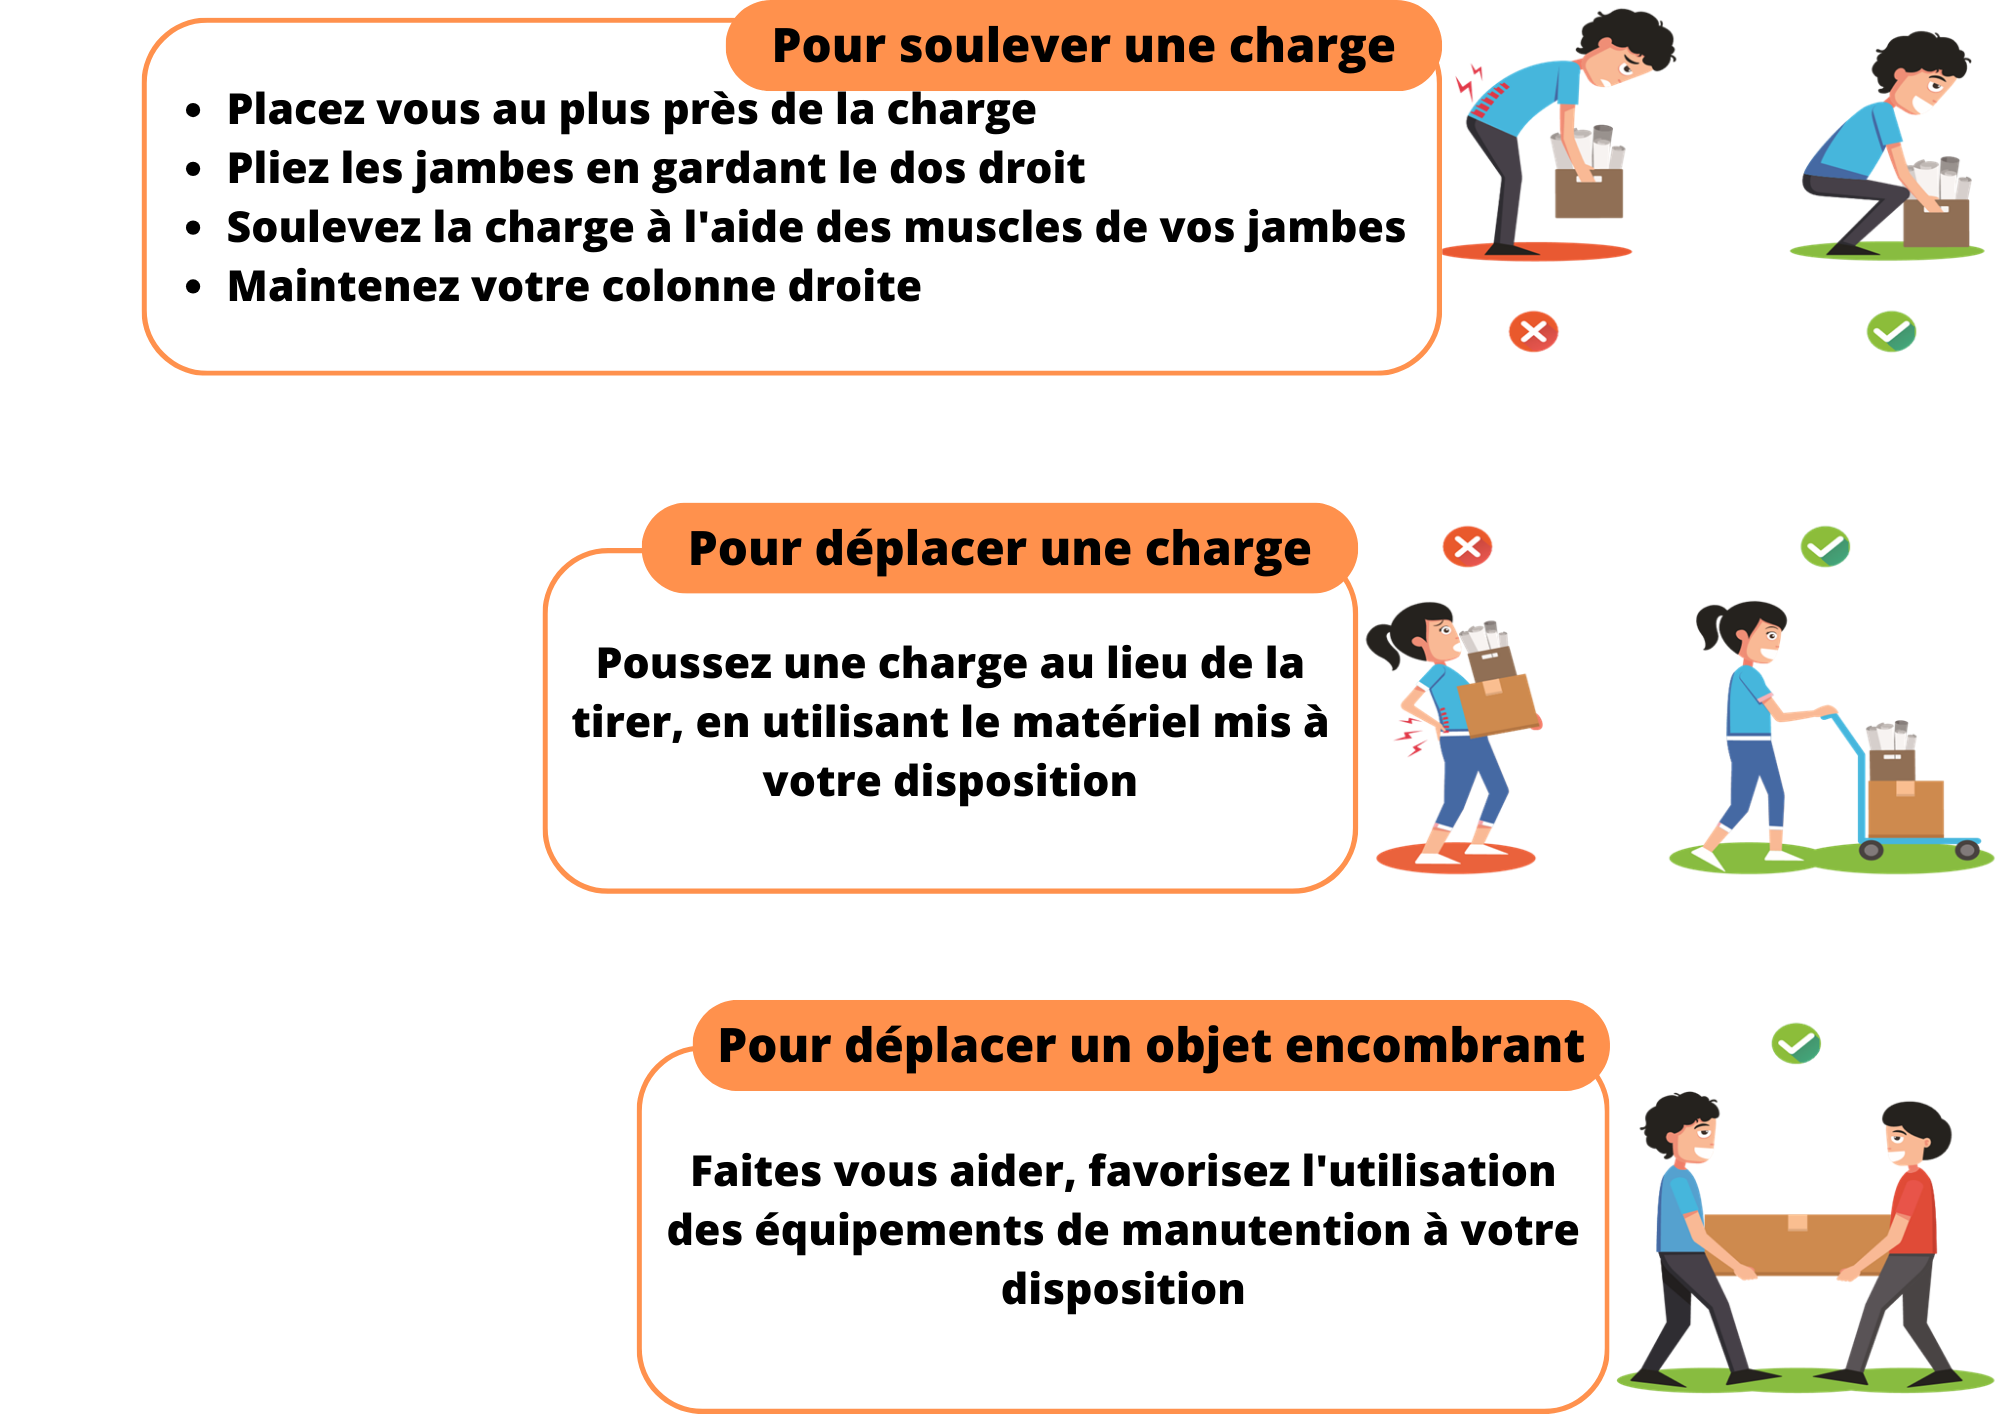 Pour soulever une charge
• Placez vous au plus près de la charge
• Pliez les jambes en gardant le dos droit
• Soulevez la charge à l'aide des muscles de vos jambes
• Maintenez votre colonne droite
Pour déplacer une charge
Poussez une charge au lieu de la
tirer, en utilisant le matériel mis à
votre disposition
Pour déplacer un objet encombrant
Faites vous aider, favorisez l'utilisation
des équipements de manutention à votre
disposition